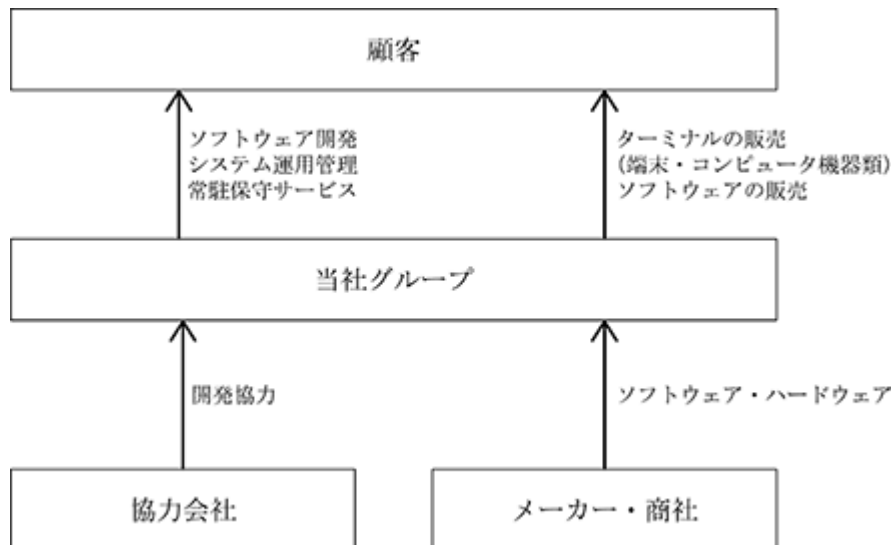 顧客
ソフトウェア開発
システム運用管理
常駐保守サービス
ターミナルの販売
(端末・コンピュータ機器類)
ソフトウェアの販売
当社グループ
開発協力
ソフトウェア・ハードウェア
協力会社
メーカー・商社